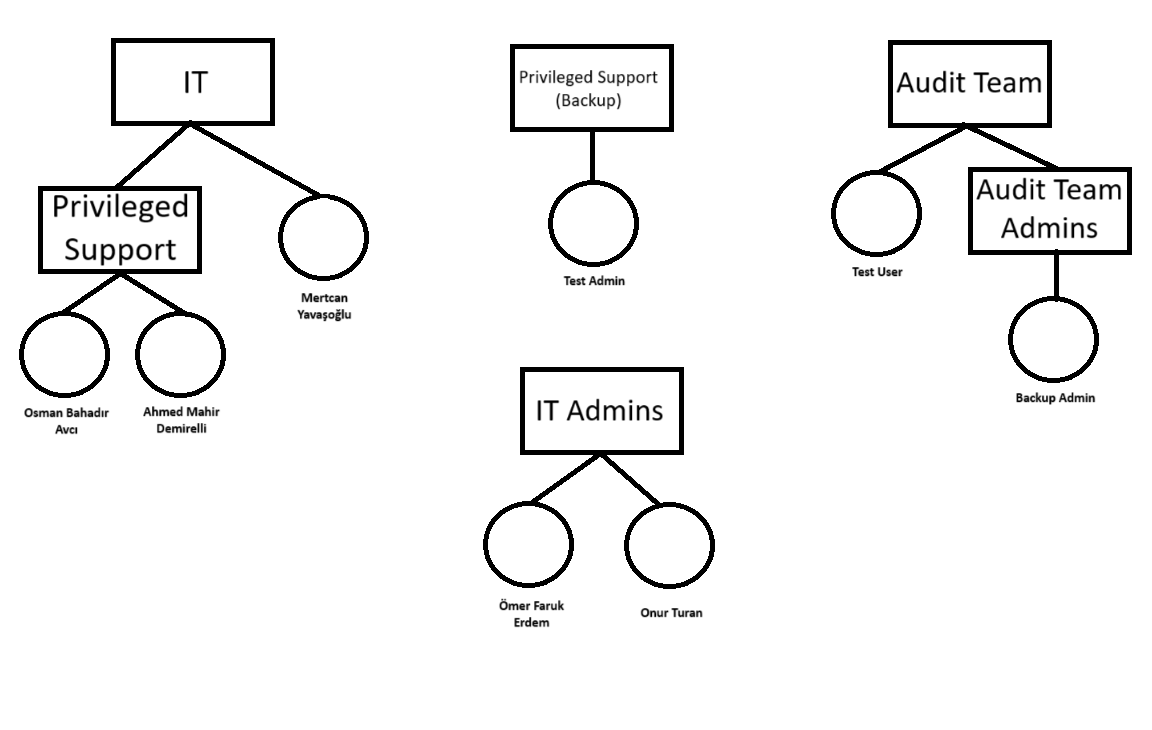 IT
Privileged
Support
Mertcan
Yavaşoğlu
Osman Bahadır
Avcı
Ahmed Mahir
Demirelli
Privileged Support
(Backup)
Test Admin
IT Admins
Ömer Faruk
Erdem
Onur Turan
Audit Team
Test User
Audit Team
Admins
Backup Admin